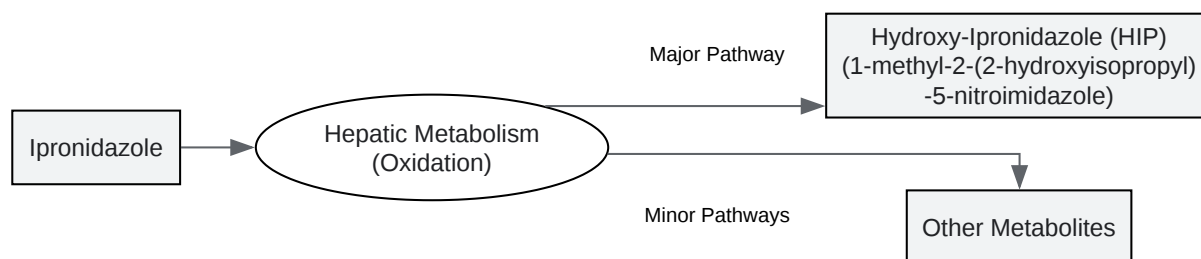 Ipronidazole
Hepatic Metabolism
(Oxidation)
Major Pathway
Hydroxy-Ipronidazole (HIP)
(1-methyl-2-(2-hydroxyisopropyl)
-5-nitroimidazole)
Minor Pathways
Other Metabolites